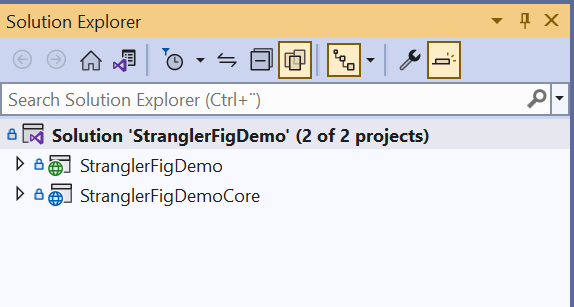 Solution Explorer
Search Solution Explorer (Ctrl+¨)
Solution 'StranglerFigDemo' (2 of 2 projects)
StranglerFigDemo
StranglerFigDemoCore